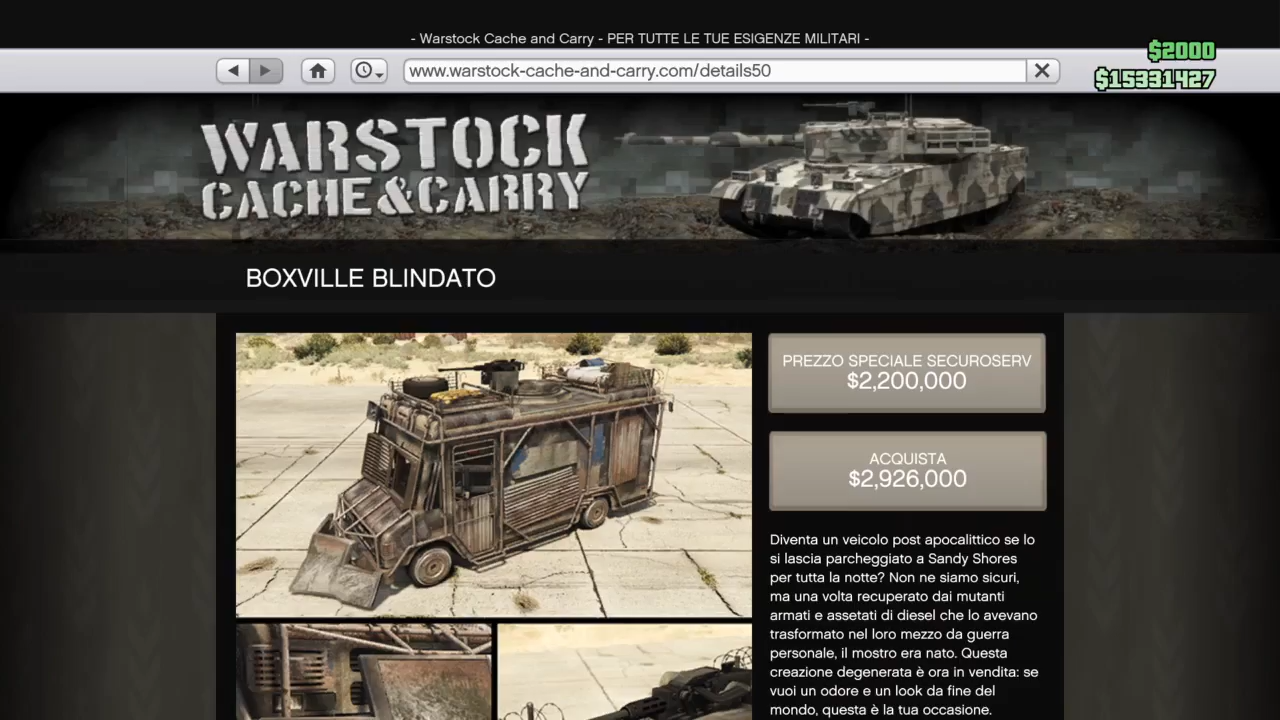 - Warstock Cache and Carry - PER TUTTE LE TUE ESIGENZE MILITARI -
$2000
www.warstock-cache-and-carry.com/details50
$15331427
WARSTOCK
CACHE&CARRY
BOXVILLE BLINDATO
PREZZO SPECIALE SECUROSERV
$2,200,000
ACQUISTA
$2,926,000
Diventa un veicolo post apocalittico se lo
si lascia parcheggiato a Sandy Shores
per tutta la notte? Non ne siamo sicuri,
ma una volta recuperato dai mutanti
armati e assetati di diesel che lo avevano
trasformato nel loro mezzo da guerra
personale, il mostro era nato. Questa
creazione degenerata è ora in vendita: se
vuoi un odore e un look da fine del
mondo, questa è la tua occasione.